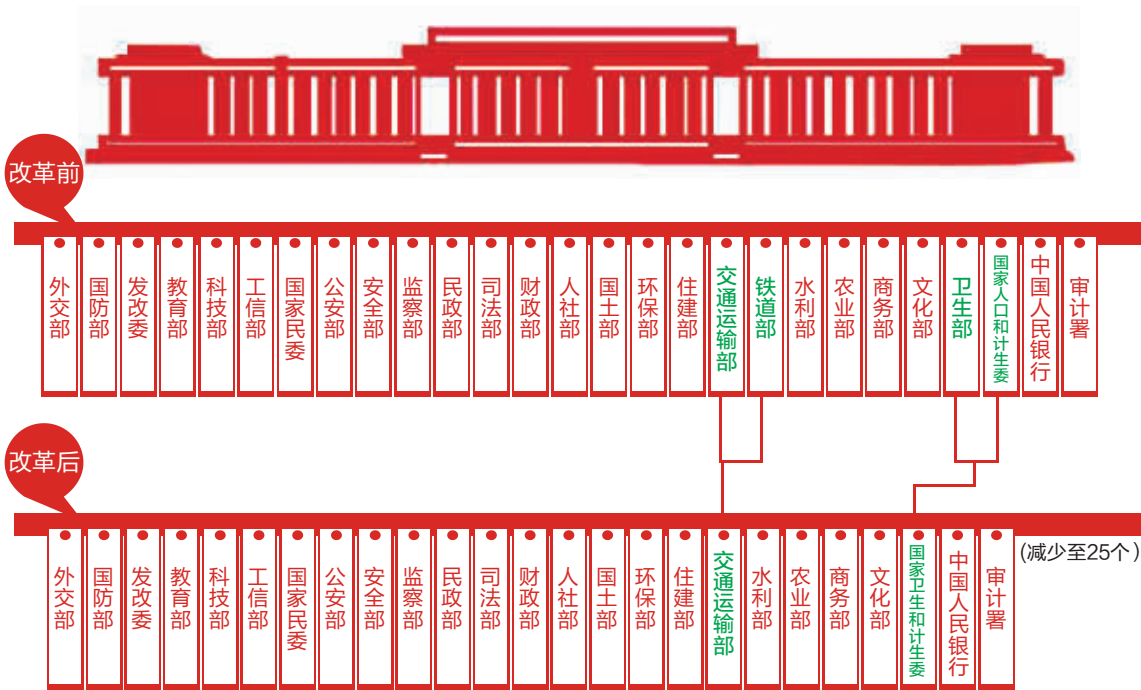 改革前
外交部
国防部
发改委
教育部
科技部
工信部
国家民委
公安部
安全部
监察部
民政部
司法部
财政部
人社部
国土部
环保部
住建部
交通运输部
铁道部
水利部
农业部
商务部
文化部
卫生部
国家人口和计生委
中国人民银行
审计署
改革后
外交部
国防部
发改委
教育部
科技部
工信部
国家民委
公安部
安全部
监察部
民政部
司法部
财政部
人社部
国土部
环保部
住建部
交通运输部
水利部
农业部
商务部
文化部
国家卫生和计生委
中国人民银行
审计署
(减少至25个)